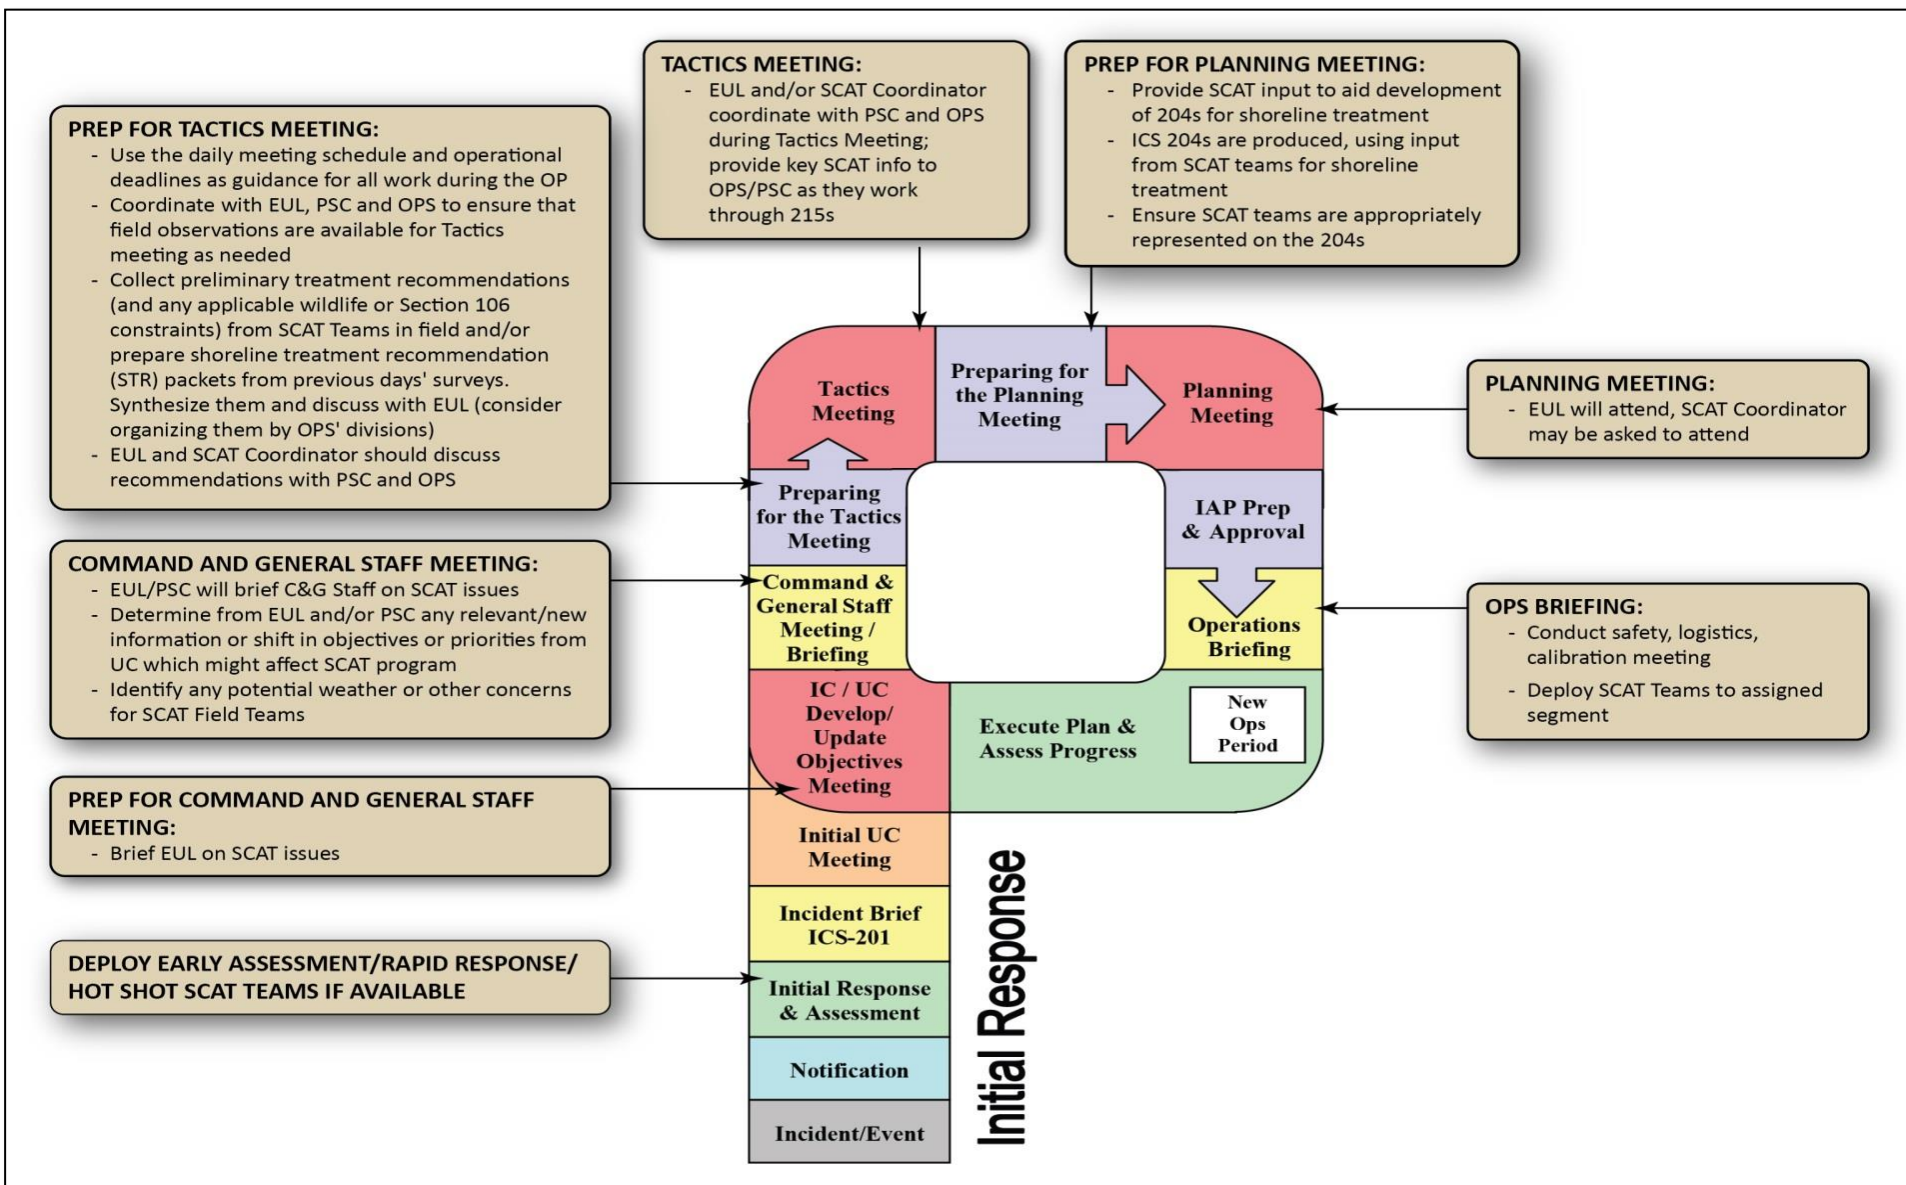 TACTICS MEETING:
- EUL and/or SCAT Coordinator
coordinate with PSC and OPS
during Tactics Meeting;
provide key SCAT info to
OPS/PSC as they work
through 215s
PREP FOR PLANNING MEETING:
- Provide SCAT input to aid development
of 204s for shoreline treatment
- ICS 204s are produced, using input
from SCAT teams for shoreline
treatment
- Ensure SCAT teams are appropriately
represented on the 204s
PREP FOR TACTICS MEETING:
- Use the daily meeting schedule and operational
deadlines as guidance for all work during the OP
- Coordinate with EUL, PSC and OPS to ensure that
field observations are available for Tactics
meeting as needed
- Collect preliminary treatment recommendations
(and any applicable wildlife or Section 106
constraints) from SCAT Teams in field and/or
prepare shoreline treatment recommendation
(STR) packets from previous days' surveys.
Synthesize them and discuss with EUL (consider
organizing them by OPS' divisions)
- EUL and SCAT Coordinator should discuss
recommendations with PSC and OPS
COMMAND AND GENERAL STAFF MEETING:
- EUL/PSC will brief C&G Staff on SCAT issues
- Determine from EUL and/or PSC any relevant/new
information or shift in objectives or priorities from
UC which might affect SCAT program
- Identify any potential weather or other concerns
for SCAT Field Teams
PREP FOR COMMAND AND GENERAL STAFF
MEETING:
- Brief EUL on SCAT issues
DEPLOY EARLY ASSESSMENT/RAPID RESPONSE/
HOT SHOT SCAT TEAMS IF AVAILABLE
Tactics
Meeting
Preparing for
the Planning
Meeting
Planning
Meeting
Preparing
for the Tactics
Meeting
IAP Prep
& Approval
Command &
General Staff
Meeting /
Briefing
Operations
Briefing
IC / UC
Develop/
Update
Objectives
Meeting
Execute Plan &
Assess Progress
New
Ops
Period
Initial UC
Meeting
Incident Brief
ICS-201
Initial Response
& Assessment
Notification
Incident/Event
Initial Response
PLANNING MEETING:
- EUL will attend, SCAT Coordinator
may be asked to attend
OPS BRIEFING:
- Conduct safety, logistics,
calibration meeting
- Deploy SCAT Teams to assigned
segment